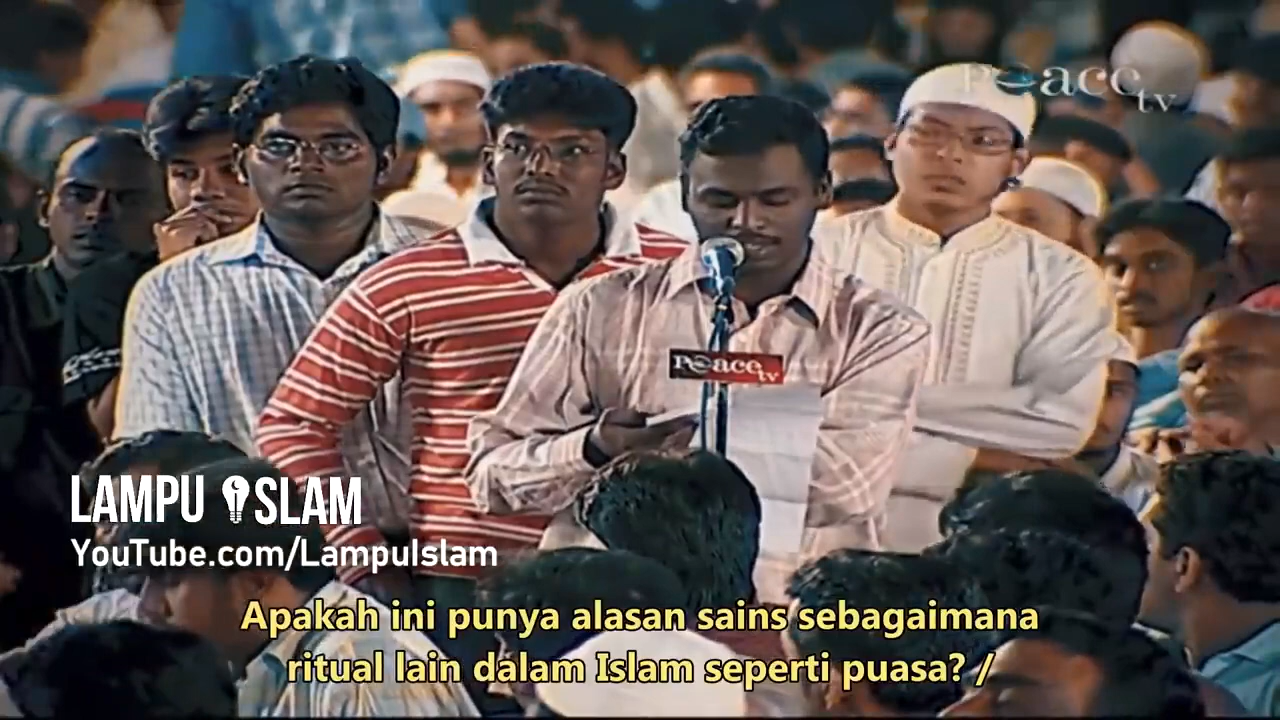 Peace tv
Peace tv
LAMPU ISLAM
YouTube.com/LampuIslam
Apakah ini punya alasan sains sebagaimana
ritual lain dalam Islam seperti puasa? /